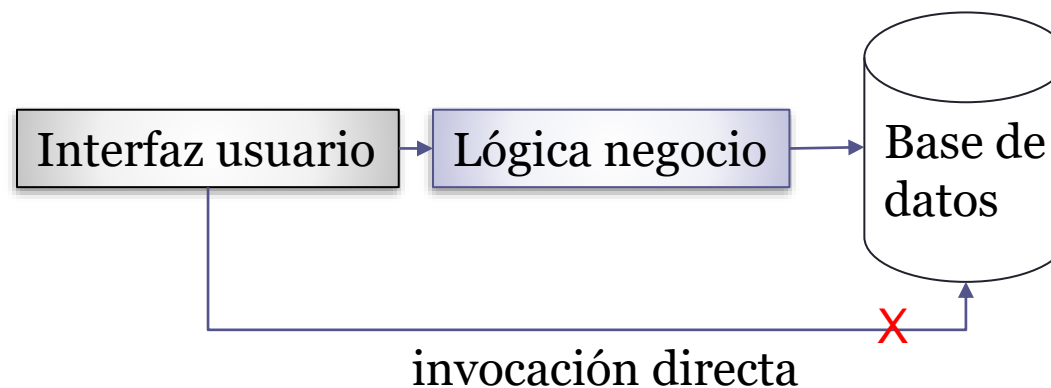 Interfaz usuario
Lógica negocio
Base de
datos
X
invocación directa